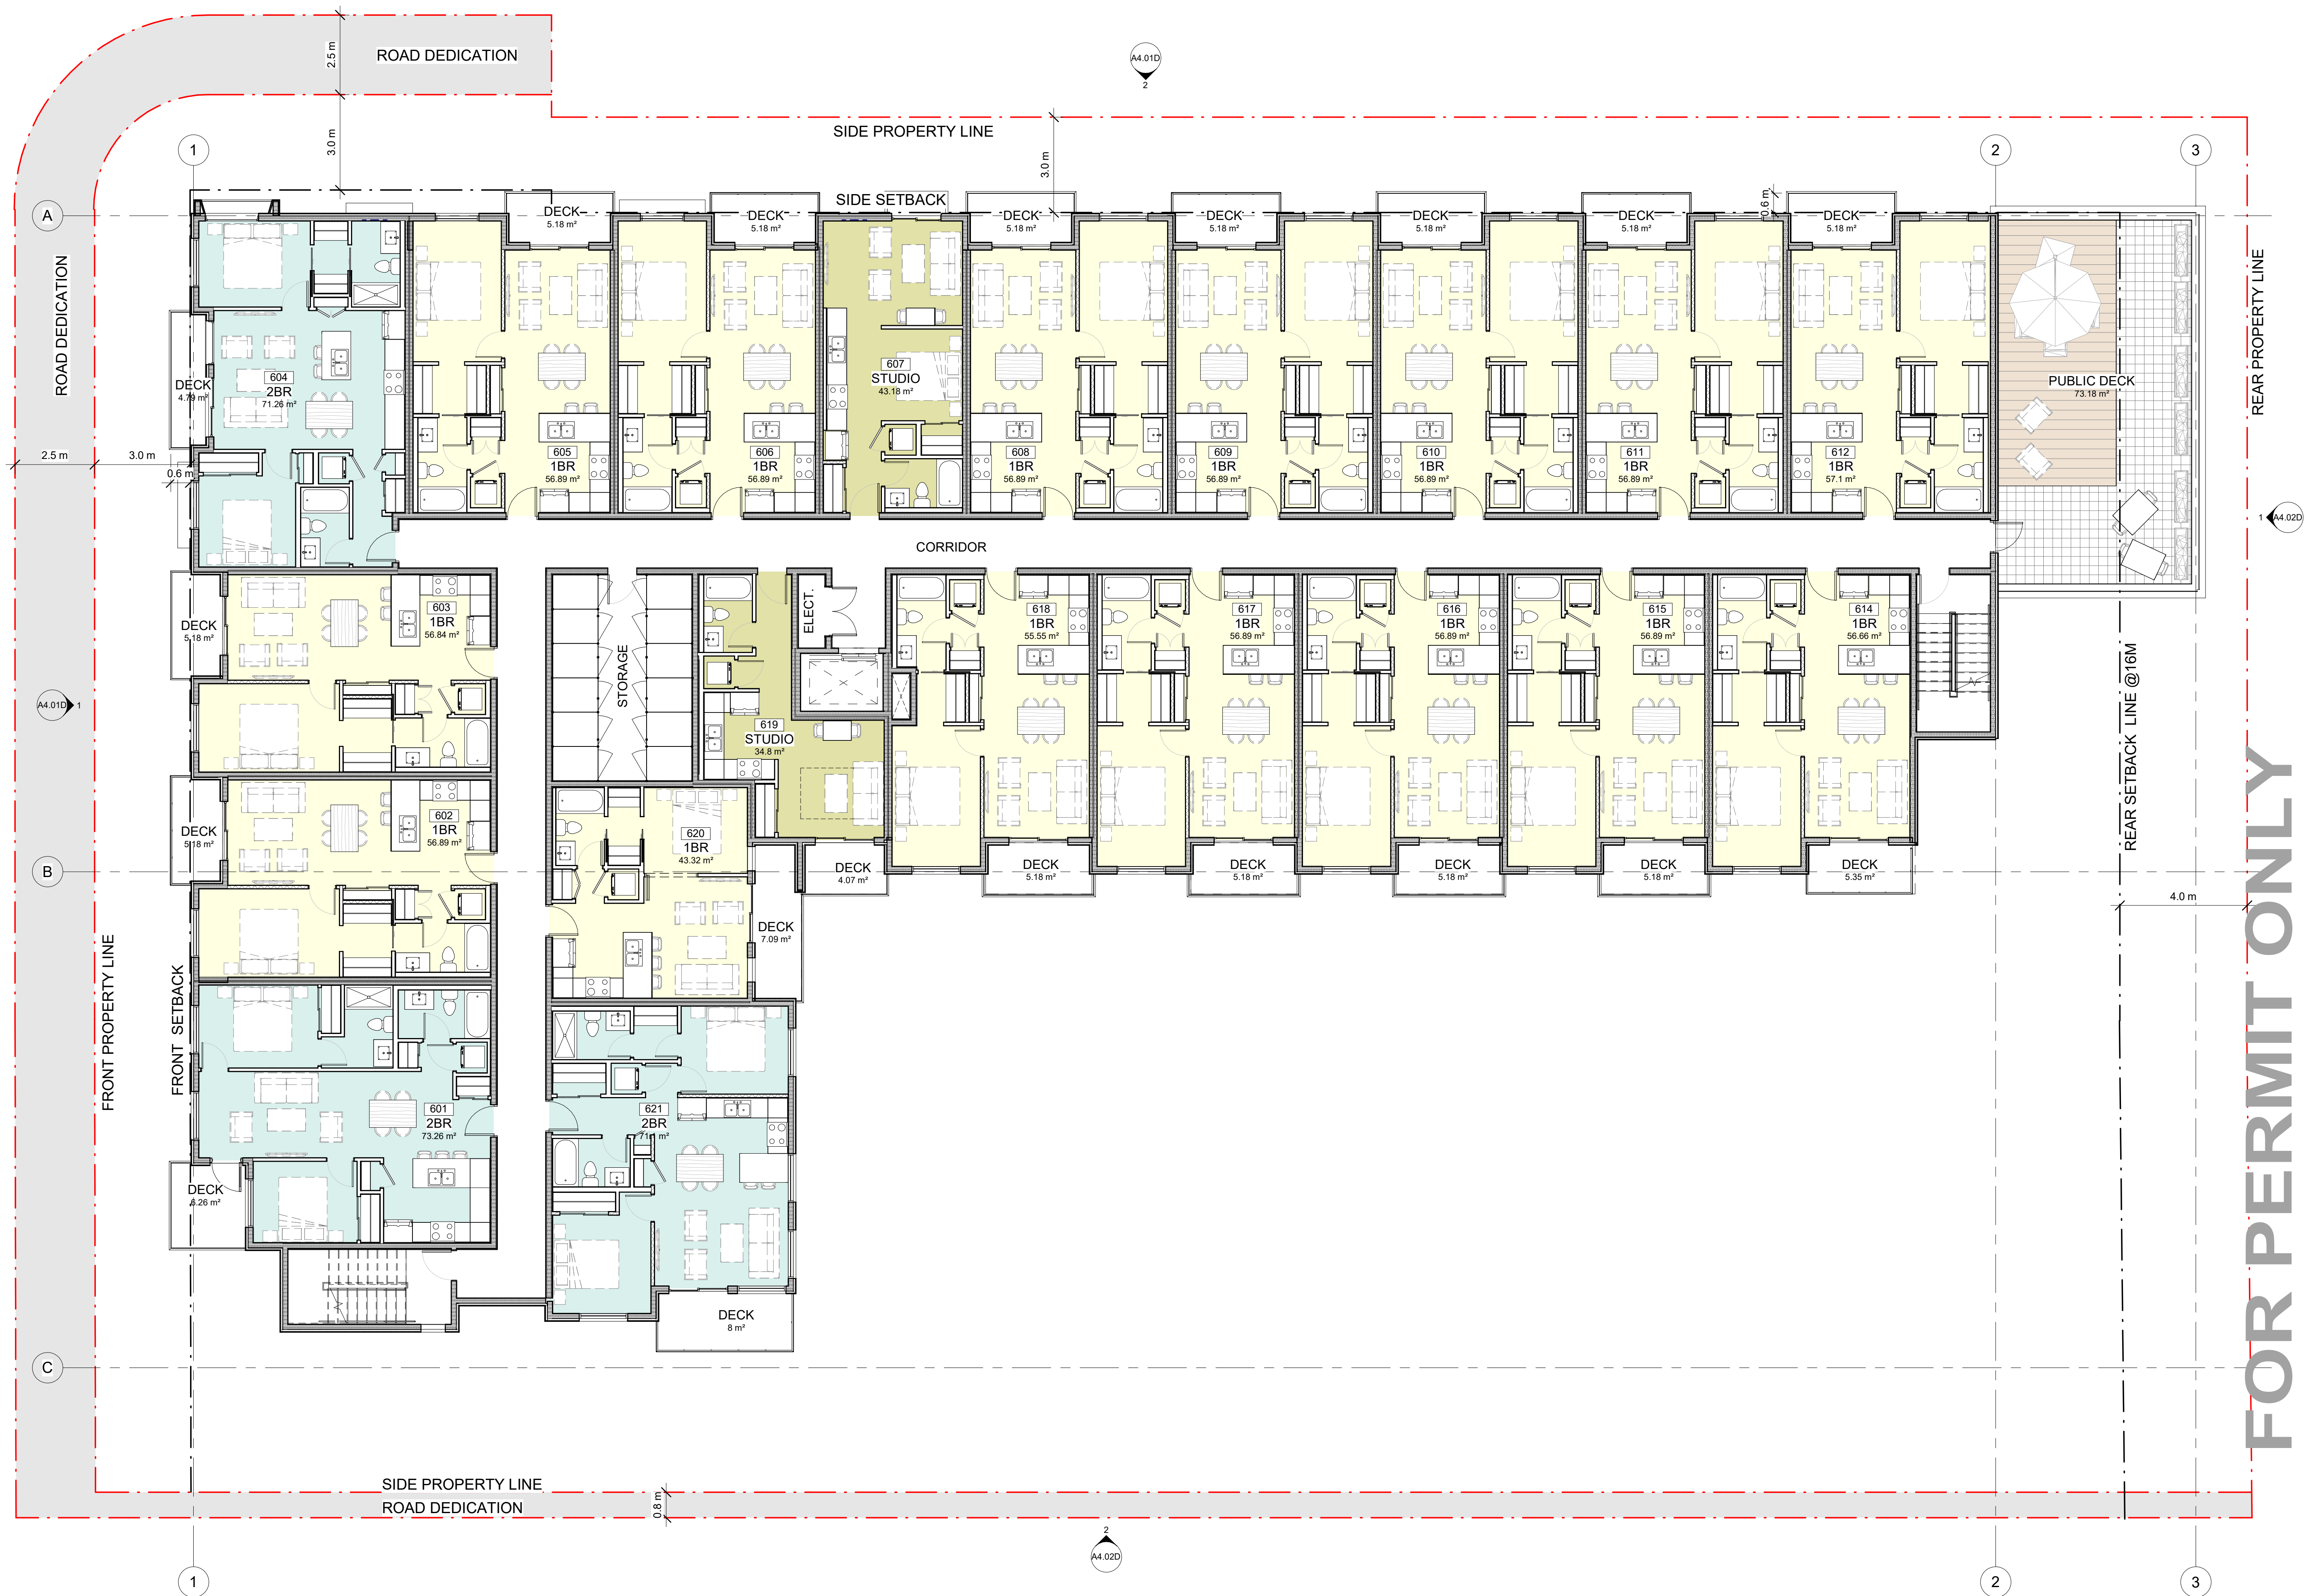 ROAD DEDICATION
2.5 m
A4.01D
2
SIDE PROPERTY LINE
3.0 m
3.0 m
1
2
3
A
SIDE SETBACK
0.6 m
DECK
5.18 m²
DECK
5.18 m²
DECK
5.18 m²
DECK
5.18 m²
DECK
5.18 m²
DECK
5.18 m²
DECK
5.18 m²
ROAD DEDICATION
REAR PROPERTY LINE
DECK
4.79 m²
604
2BR
71.26 m²
607
STUDIO
43.18 m²
PUBLIC DECK
73.18 m²
2.5 m
3.0 m
0.6 m
605
1BR
56.89 m²
606
1BR
56.89 m²
608
1BR
56.89 m²
609
1BR
56.89 m²
610
1BR
56.89 m²
611
1BR
56.89 m²
612
1BR
57.1 m²
1
A4.02D
CORRIDOR
DECK
5.18 m²
603
1BR
56.84 m²
STORAGE
ELECT.
618
1BR
55.55 m²
617
1BR
56.89 m²
616
1BR
56.89 m²
615
1BR
56.89 m²
614
1BR
56.66 m²
A4.01D
1
619
STUDIO
34.8 m²
REAR SETBACK LINE @16M
DECK
5.18 m²
602
1BR
56.89 m²
620
1BR
43.32 m²
B
DECK
4.07 m²
DECK
5.18 m²
DECK
5.18 m²
DECK
5.18 m²
DECK
5.18 m²
DECK
5.35 m²
4.0 m
DECK
7.09 m²
FRONT PROPERTY LINE
FRONT SETBACK
601
2BR
73.26 m²
621
2BR
DECK
8 m²
DECK
C
FOR PERMIT ONLY
SIDE PROPERTY LINE
ROAD DEDICATION
0.8 m
2
A4.02D
1
2
3